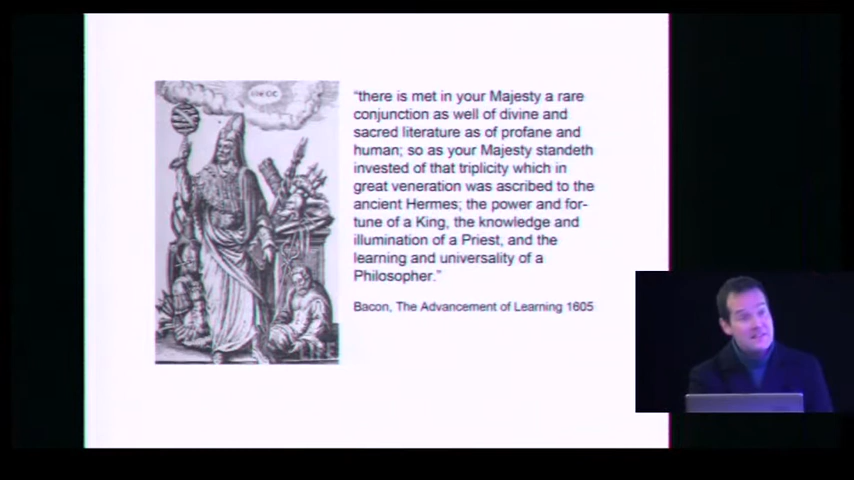 “there is met in your Majesty a rare
conjunction as well of divine and
sacred literature as of profane and
human; so as your Majesty standeth
invested of that triplicity which in
great veneration was ascribed to the
ancient Hermes; the power and for-
tune of a King, the knowledge and
illumination of a Priest, and the
learning and universality of a
Philosopher.”
Bacon, The Advancement of Learning 1605
LIFE